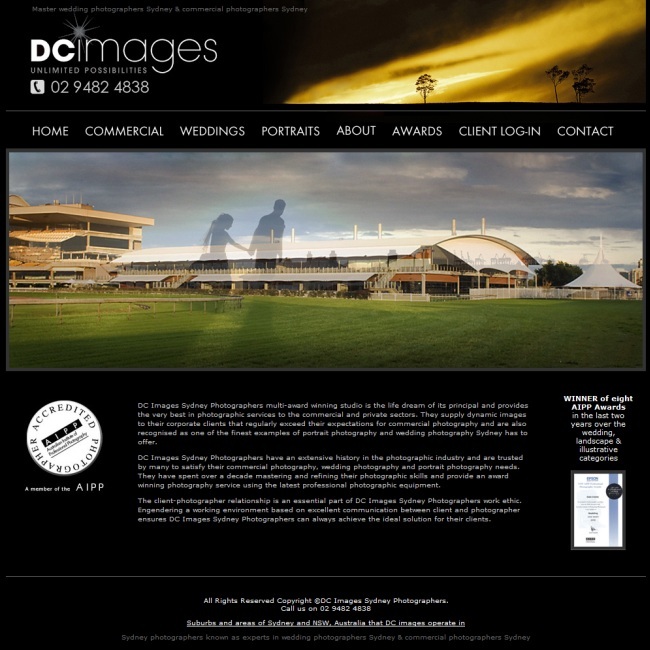 Master wedding photographers Sydney & commercial photographers Sydney
DCimages
UNLIMITED POSSIBILITIES
02 9482 4838
HOME COMMERCIAL WEDDINGS PORTRAITS ABOUT AWARDS CLIENT LOG-IN CONTACT
ACCREDITED PHOTOGRAPHER
AIPP
A member of the AIPP
DC Images Sydney Photographers multi-award winning studio is the life dream of its principal and provides
the very best in photographic services to the commercial and private sectors. They supply dynamic images
to their corporate clients that regularly exceed their expectations for commercial photography and are also
recognised as one of the finest examples of portrait photography and wedding photography Sydney has to
offer.
DC Images Sydney Photographers have an extensive history in the photographic industry and are trusted
by many to satisfy their commercial photography, wedding photography and portrait photography needs.
They have spent over a decade mastering and refining their photographic skills and provide an award
winning photography service using the latest professional photographic equipment.
The client-photographer relationship is an essential part of DC Images Sydney Photographers work ethic.
Engendering a working environment based on excellent communication between client and photographer
ensures DC Images Sydney Photographers can always achieve the ideal solution for their clients.
WINNER of eight
AIPP Awards
in the last two
years over the
wedding,
landscape &
illustrative
categories
EPSON
All Rights Reserved Copyright ©DC Images Sydney Photographers.
Call us on 02 9482 4838
Suburbs and areas of Sydney and NSW, Australia that DC images operate in
Sydney photographers known as experts in wedding photographers Sydney & commercial photographers Sydney